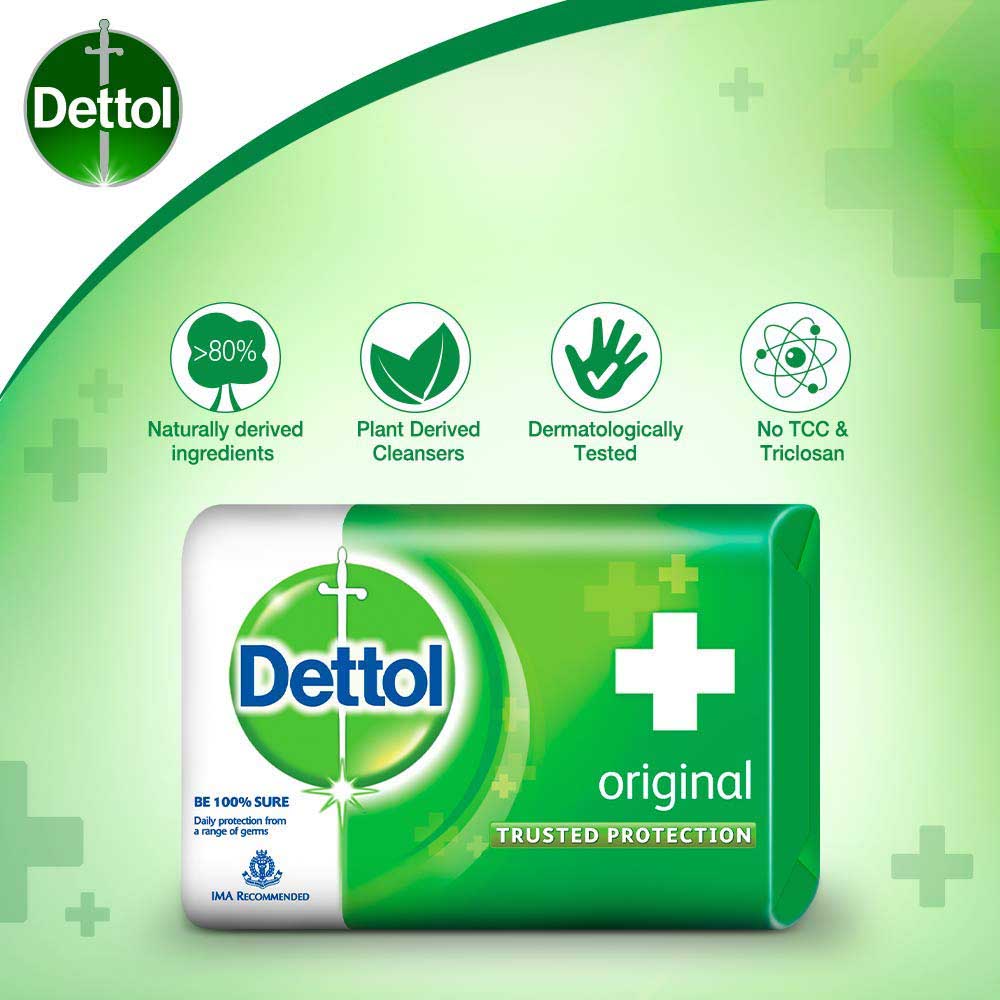 Dettol
>80%
Naturally derived
ingredients
Plant Derived
Cleansers
Dermatologically
Tested
No TCC &
Triclosan
Dettol
BE 100% SURE
Daily protection from
a range of germs
IMA RECOMMENDED
original
TRUSTED PROTECTION